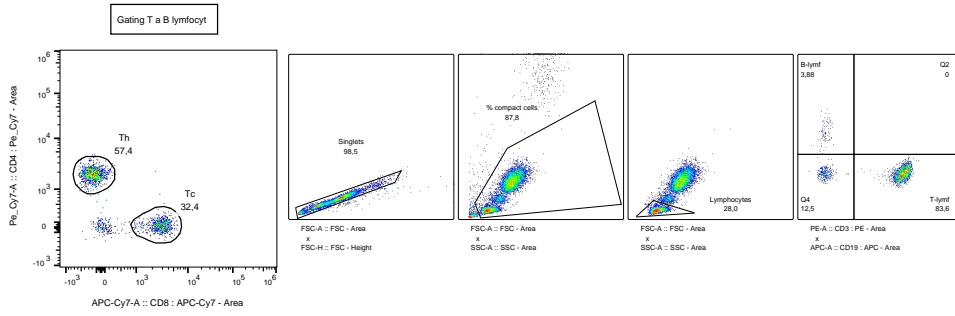 Gating T a B lymfocyt
10^6
10^5
10^4
10^3
0
-10^3
Pe_Cy7-A :: CD4 : Pe_Cy7 - Area
Th
57,4
Tc
32,4
-10^3
0
10^3
10^4
10^5
10^6
APC-Cy7-A :: CD8 : APC-Cy7 - Area
Singlets
98,5
FSC-A :: FSC - Area
x
FSC-H :: FSC - Height
% compact cells
87,8
FSC-A :: FSC - Area
x
SSC-A :: SSC - Area
Lymphocytes
28,0
FSC-A :: FSC - Area
x
SSC-A :: SSC - Area
B-lymf
3,88
Q2
0
Q4
12,5
T-lymf
83,6
PE-A :: CD3 : PE - Area
x
APC-A :: CD19 : APC - Area